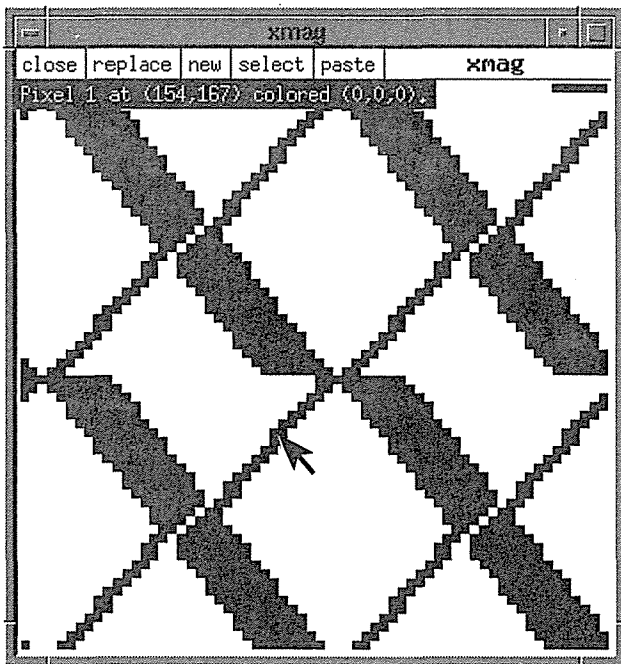 xmag
close replace new select paste xmag
Pixel 1 at (154,167) colored (0,0,0).